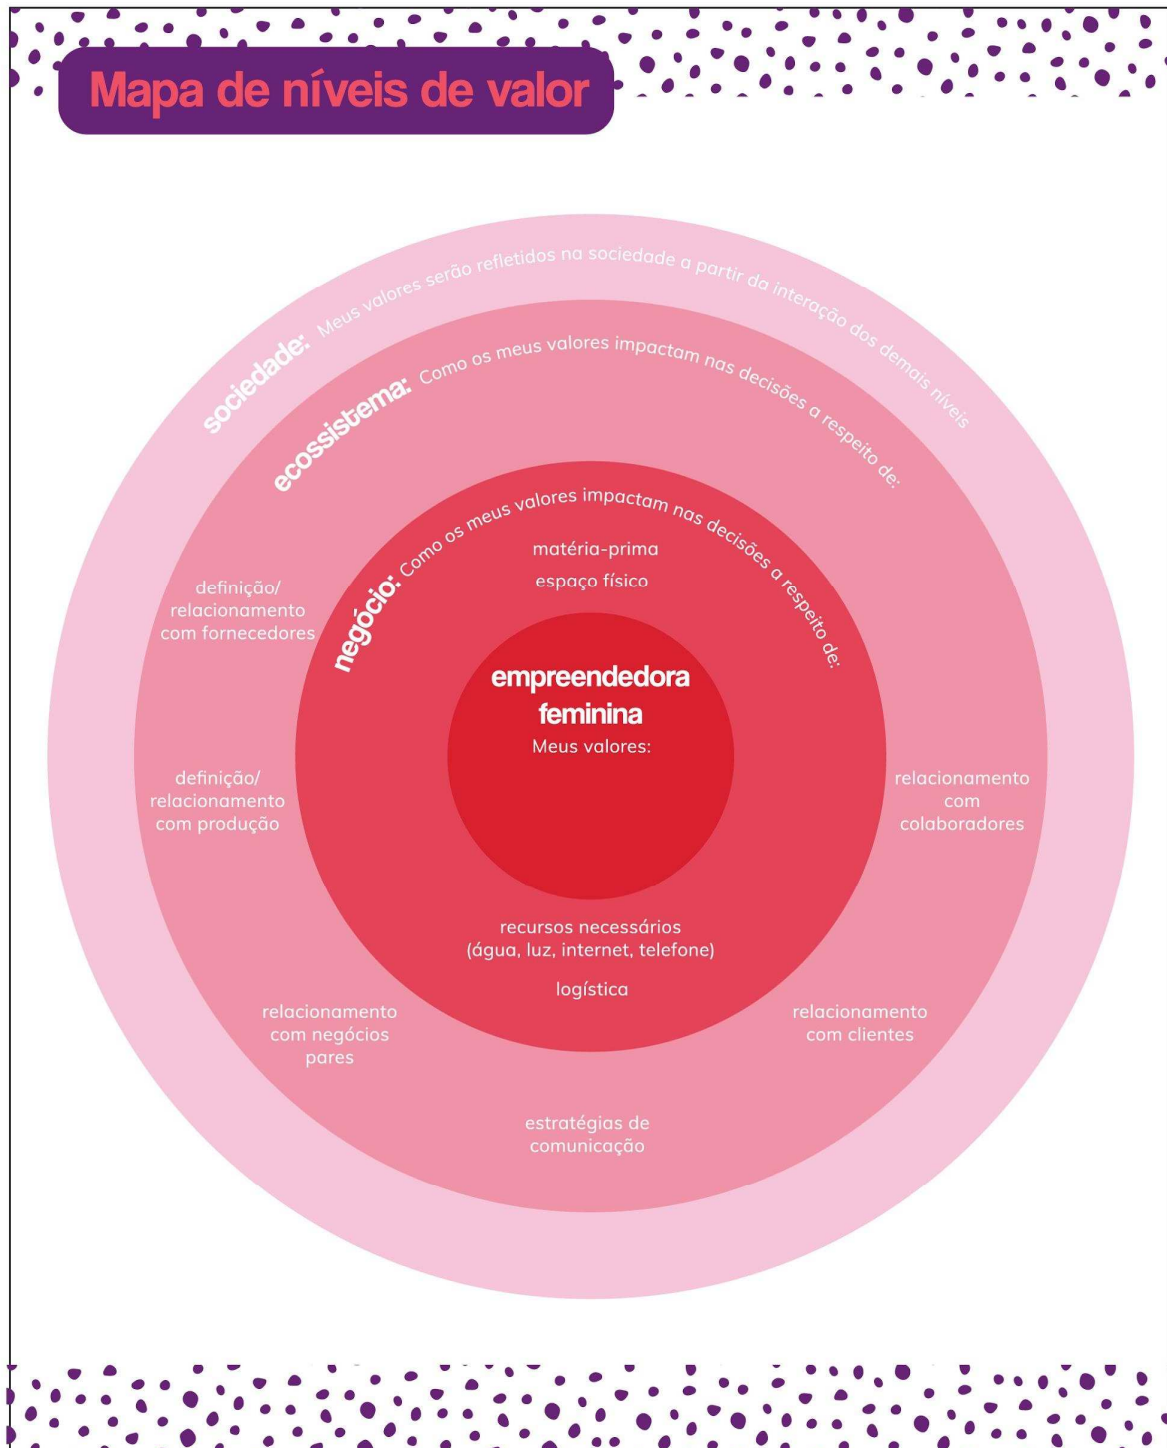 Mapa de níveis de valor
sociedade: Meus valores serão refletidos na sociedade a partir da interação dos demais níveis
ecossistema: Como os meus valores impactam nas decisões a respeito de:
negócio: Como os meus valores impactam nas decisões a respeito de:
matéria-prima
espaço físico
definição/
relacionamento
com fornecedores
empreendedora
feminina
Meus valores:
definição/
relacionamento
com produção
relacionamento
com
colaboradores
recursos necessários
(água, luz, internet, telefone)
logística
relacionamento
com negócios
pares
relacionamento
com clientes
estratégias de
comunicação